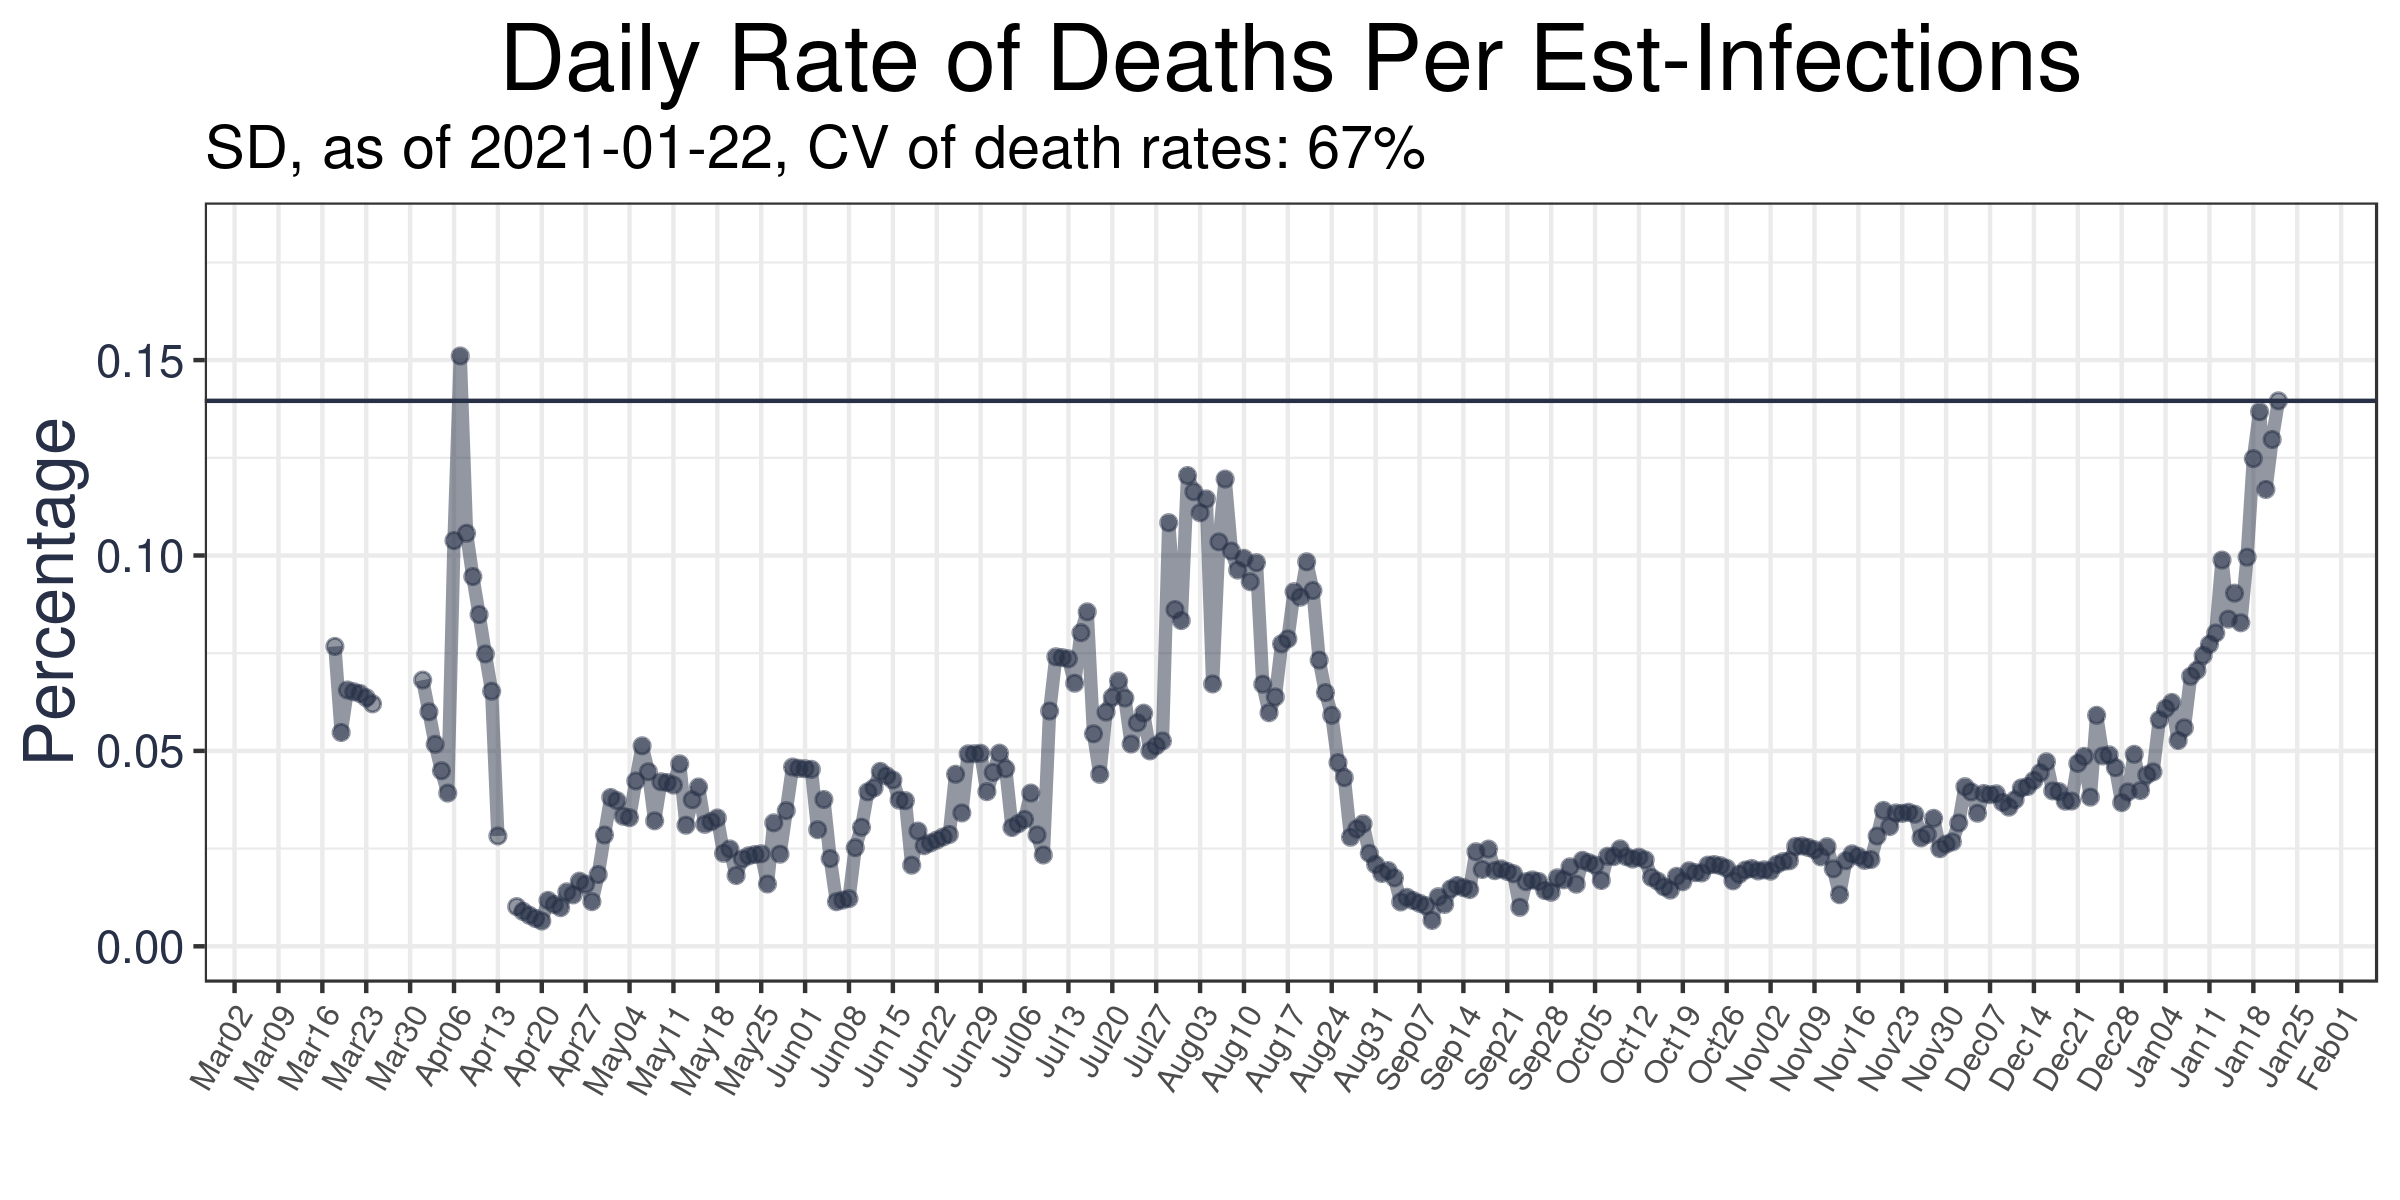 Daily Rate of Deaths Per Est-Infections
SD, as of 2021-01-22, CV of death rates: 67%
Percentage
0.15
0.10
0.05
0.00
Mar02 Mar09 Mar16 Mar23 Mar30 Apr06 Apr13 Apr20 Apr27 May04 May11 May18 May25 Jun01 Jun08 Jun15 Jun22 Jun29 Jul06 Jul13 Jul20 Jul27 Aug03 Aug10 Aug17 Aug24 Aug31 Sep07 Sep14 Sep21 Sep28 Oct05 Oct12 Oct19 Oct26 Nov02 Nov09 Nov16 Nov23 Nov30 Dec07 Dec14 Dec21 Dec28 Jan04 Jan11 Jan18 Jan25 Feb01